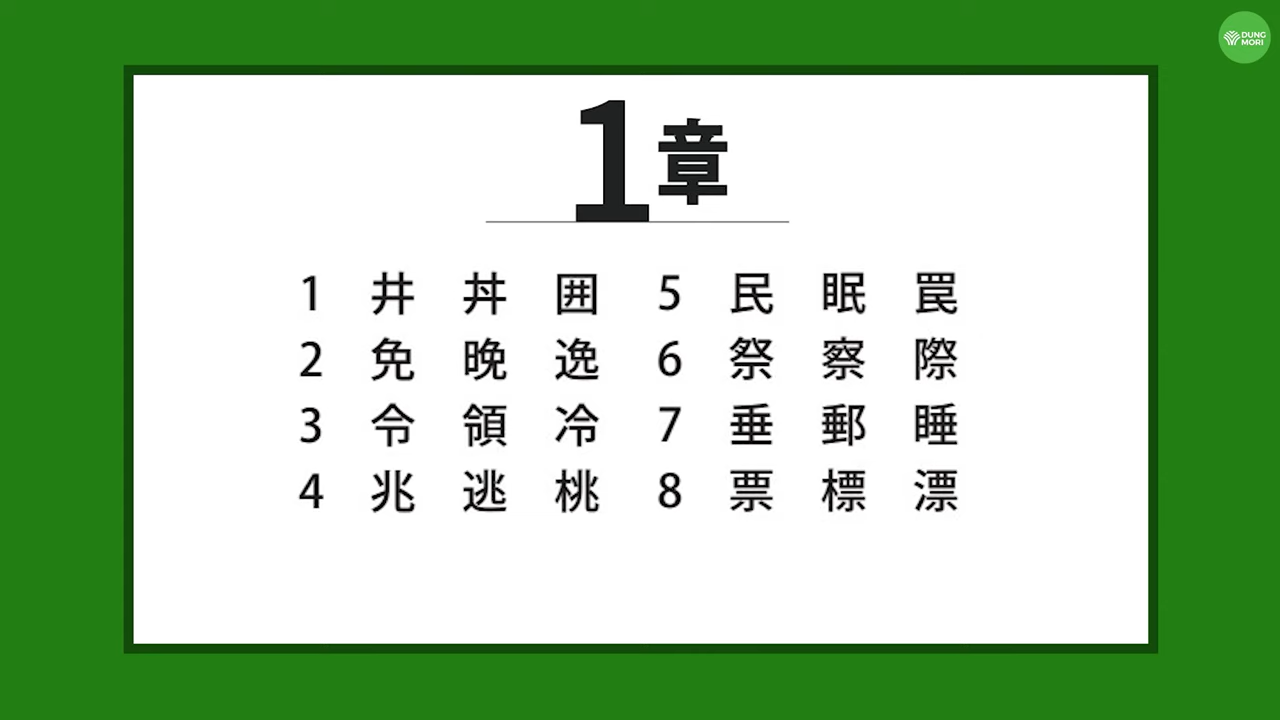 DUNG
MORI
1章
1 井 丼 囲 5 民 眠 罠
2 免 晩 逸 6 祭 察 際
3 令 領 冷 7 垂 郵 睡
4 兆 逃 桃 8 票 標 漂